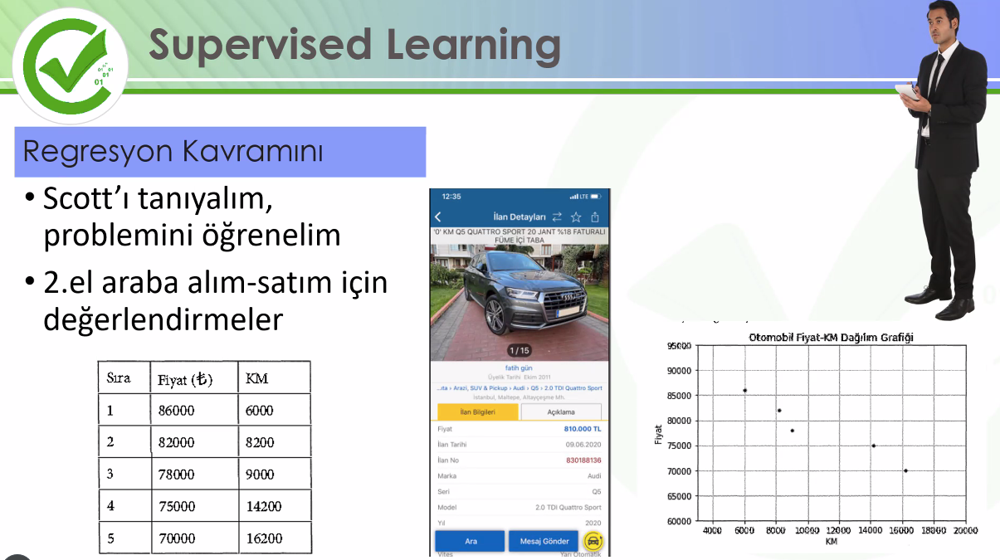 Supervised Learning
01
01
01
01
Regresyon Kavramını
• Scott’ı tanıyalım,
problemini öğrenelim
• 2.el araba alım-satım için
değerlendirmeler
Sıra Fiyat (₺) KM
1 86000 6000
2 82000 8200
3 78000 9000
4 75000 14200
5 70000 16200
12:35 LTE
İlan Detayları
'0' KM Q5 QUATTRO SPORT 20 JANT %18 FATURALI
FÜME İÇİ TABA
1 / 15
fatih gün
Üyelik Tarihi Ekim 2011
...ta › Arazi, SUV & Pickup › Audi › Q5 › 2.0 TDI Quattro Sport
İstanbul, Maltepe, Altayçeşme Mh.
İlan Bilgileri Açıklama
Fiyat 810.000 TL
İlan Tarihi 09.06.2020
İlan No 830188136
Marka Audi
Seri Q5
Model 2.0 TDI Quattro Sport
Yıl 2020
Ara Mesaj Gönder
Vites Yarı Otomatik
Otomobil Fiyat-KM Dağılım Grafiği
95000
90000
85000
80000
75000
70000
65000
60000
Fiyat
4000 6000 8000 10000 12000 14000 16000 18000 20000
KM